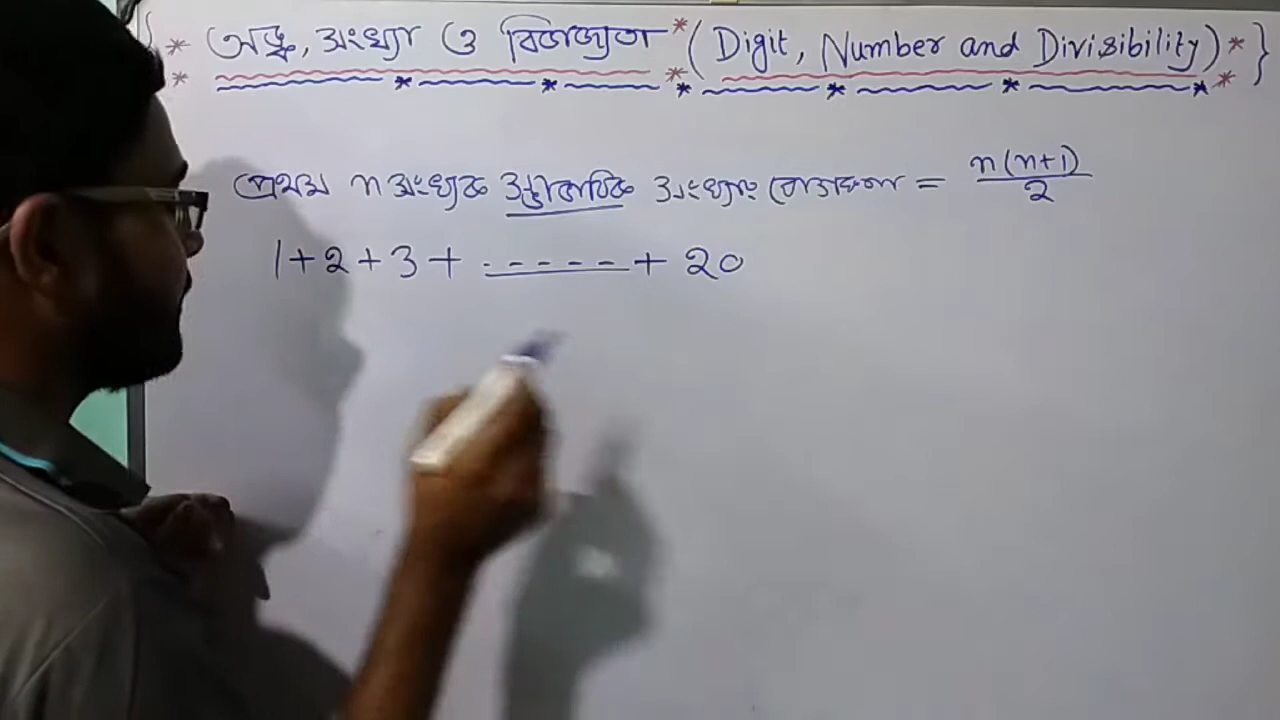 { * অঙ্ক, সংখ্যা ও বিভাজ্যতা * ( Digit, Number and Divisibility) * }
প্রথম n সংখ্যক স্বাভাবিক সংখ্যার যোগফল = n(n+1)/2
1 + 2 + 3 + ------ + 20